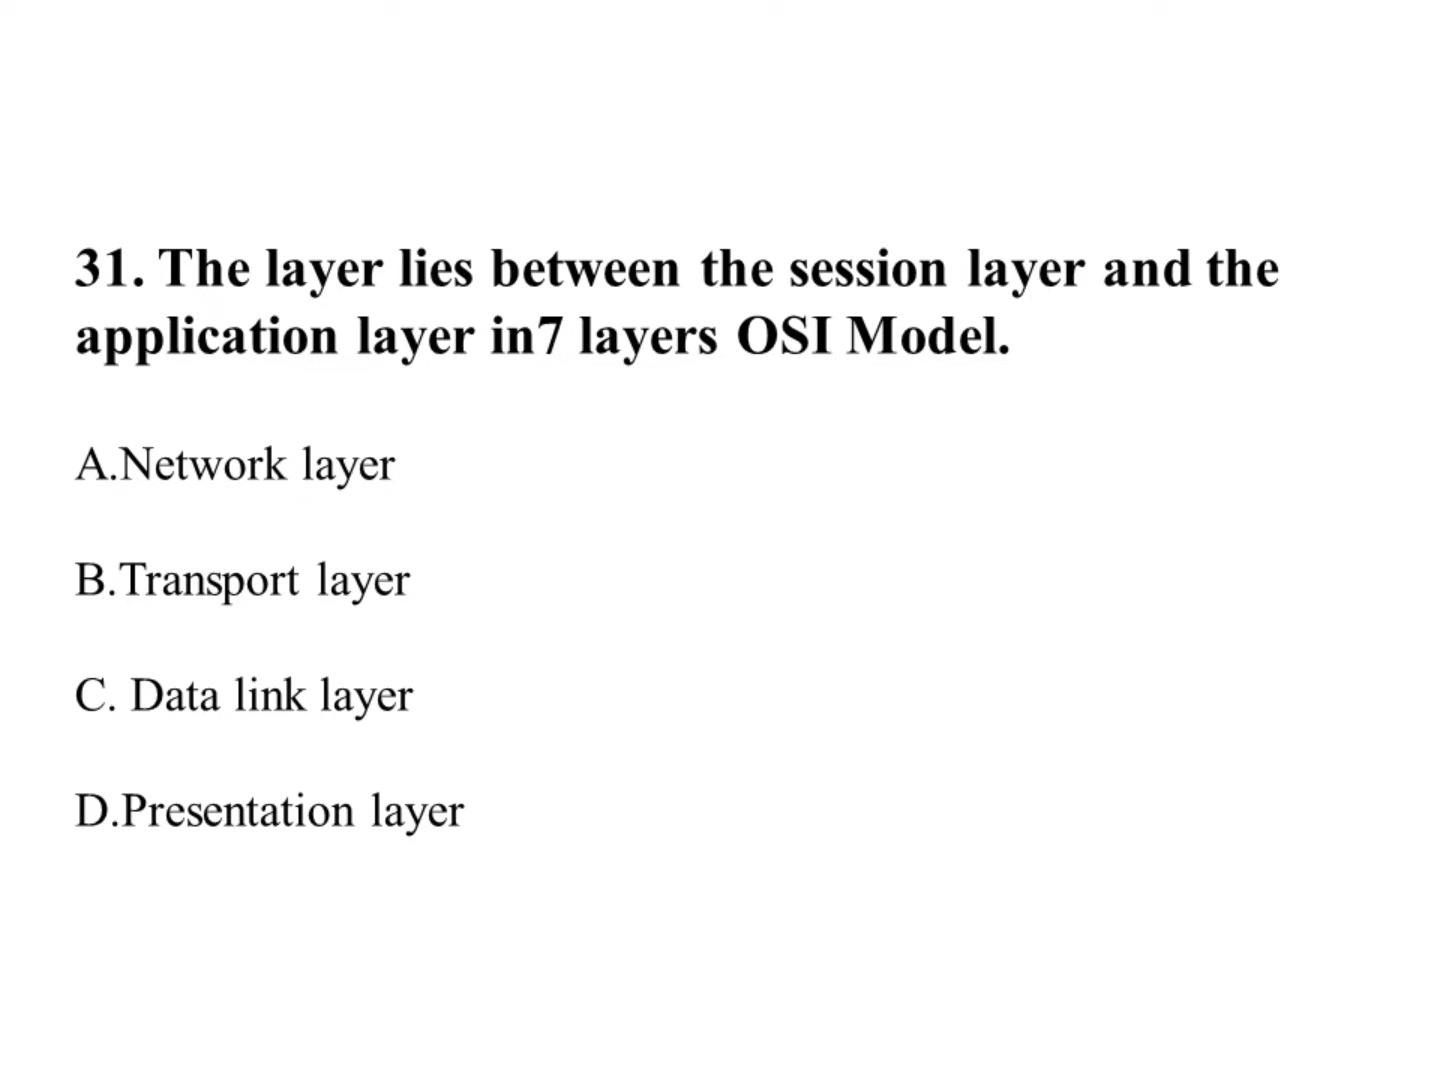 31. The layer lies between the session layer and the
application layer in7 layers OSI Model.
A.Network layer
B.Transport layer
C. Data link layer
D.Presentation layer